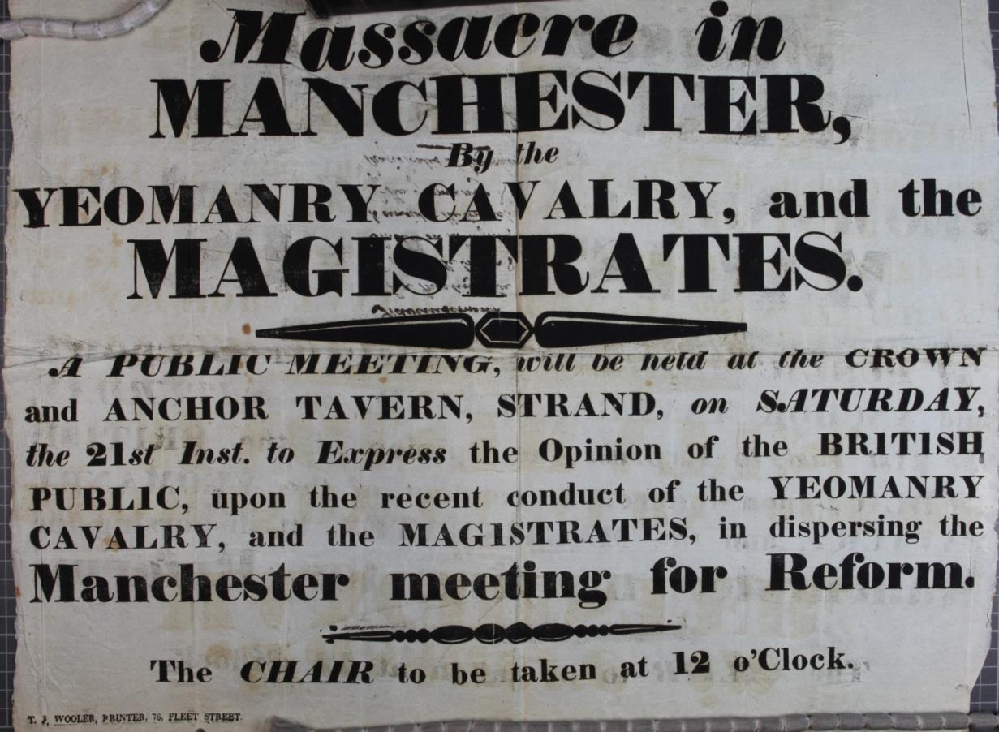 Massacre in
MANCHESTER,
By the
YEOMANRY CAVALRY, and the
MAGISTRATES.
A PUBLIC MEETING, will be held at the CROWN
and ANCHOR TAVERN, STRAND, on SATURDAY,
the 21st Inst. to Express the Opinion of the BR1T1SH
PUBL1C, upon the recent conduct of the YEOMANRY
CAVALRY, and the MAG1STRATES, in dispersing the
Manchester meeting for Reform.
The CHAIR to be taken at 12 o'Clock.
T. J. WOOLER, PRINTER, 76, FLEET STREET.